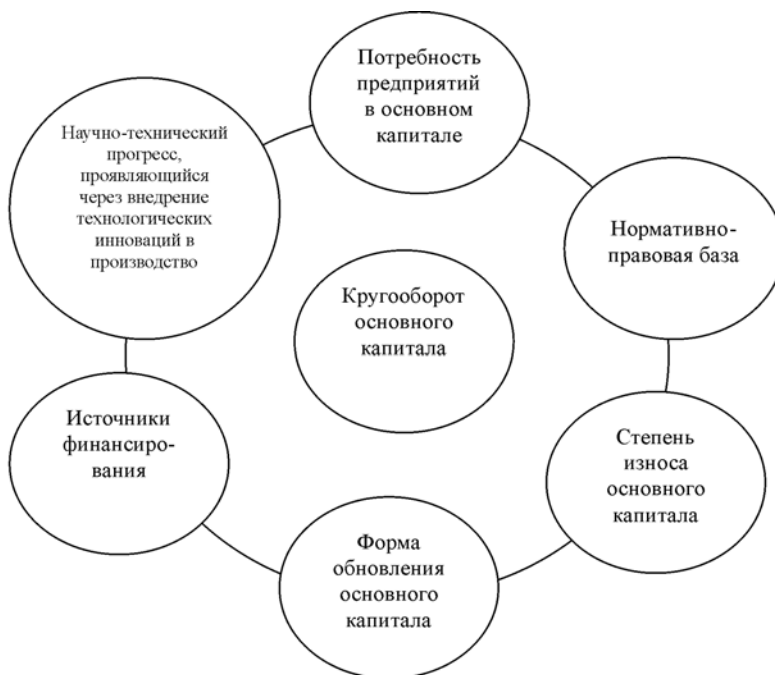 Потребность
предприятий
в основном
капитале
Научно-технический
прогресс,
проявляющийся
через внедрение
технологических
инноваций в
производство
Нормативно-
правовая база
Кругооборот
основного
капитала
Источники
финансиро-
вания
Степень
износа
основного
капитала
Форма
обновления
основного
капитала